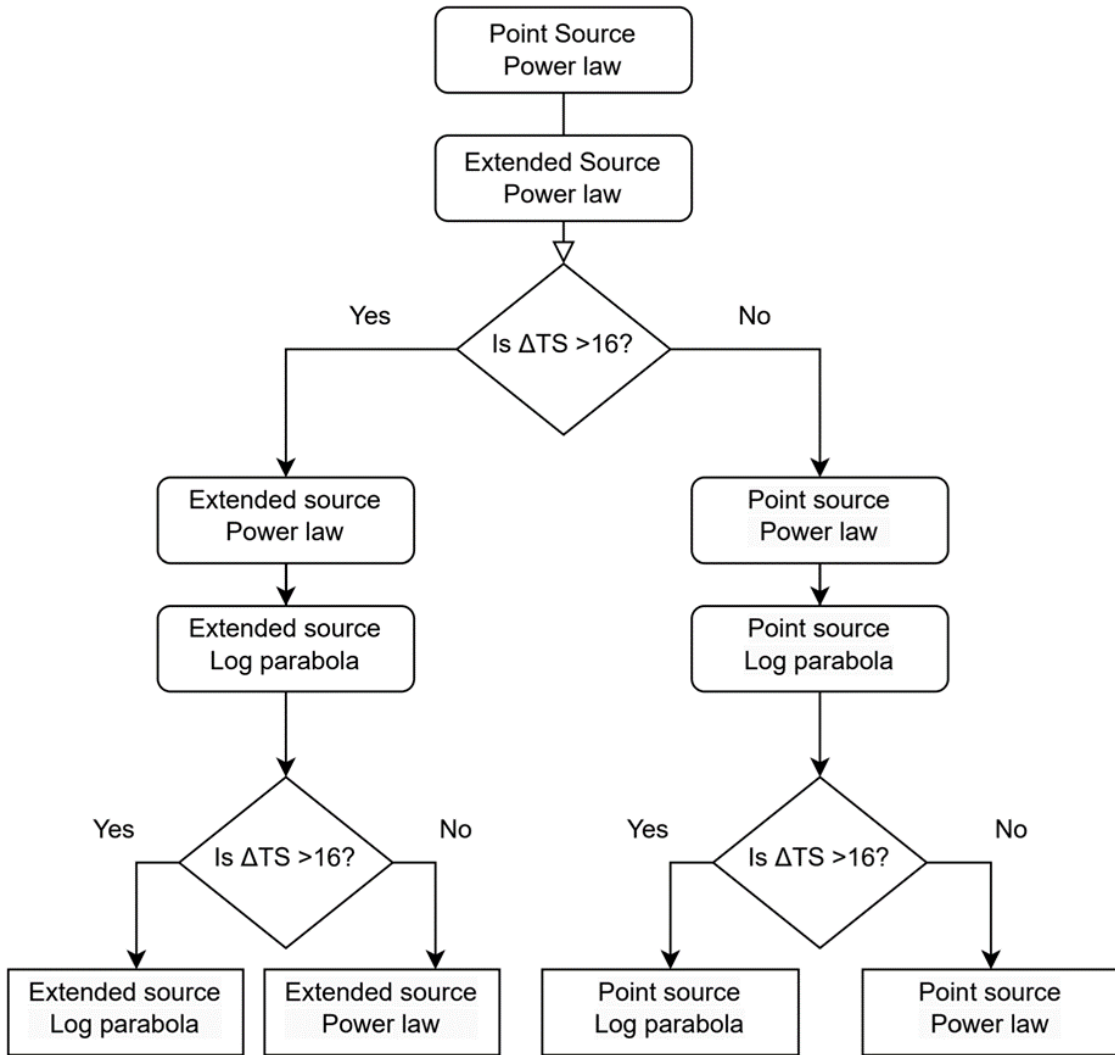 Point Source
Power law
Extended Source
Power law
Yes
No
Is ΔTS >16?
Extended source
Power law
Point source
Power law
Extended source
Log parabola
Point source
Log parabola
Yes
No
Yes
No
Is ΔTS >16?
Is ΔTS >16?
Extended source
Log parabola
Extended source
Power law
Point source
Log parabola
Point source
Power law